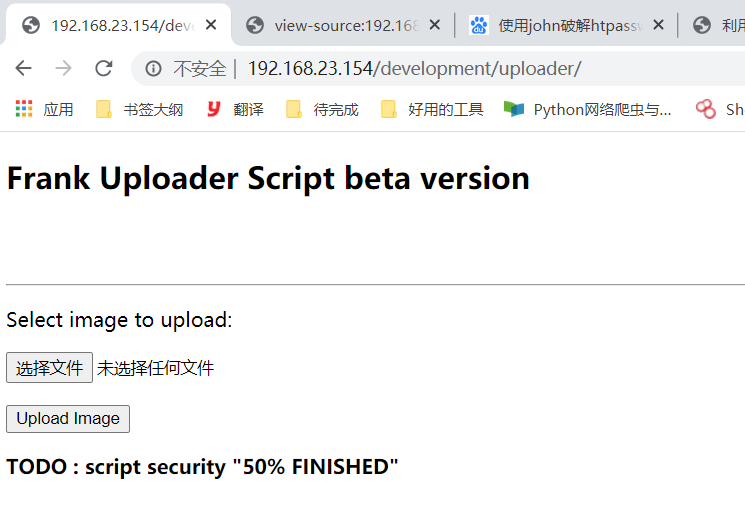 192.168.23.154/deve
view-source:192.168
使用john破解htpassw
利用
不安全 | 192.168.23.154/development/uploader/
应用 书签大纲 翻译 待完成 好用的工具 Python网络爬虫与... Sh
Frank Uploader Script beta version
Select image to upload:
选择文件 未选择任何文件
Upload Image
TODO : script security "50% FINISHED"